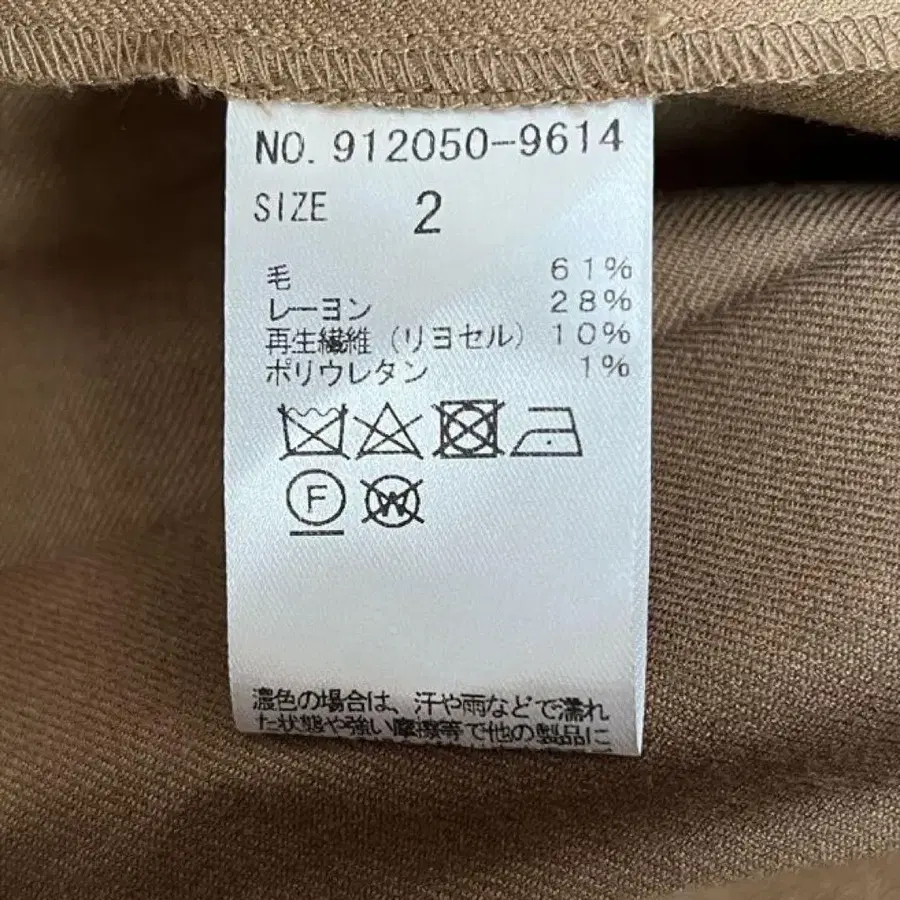 NO. 912050-9614
SIZE 2
毛 61%
レーヨン 28%
再生繊維（リヨセル）10%
ポリウレタン 1%
F
W
濃色の場合は、汗や雨などで濡れ
た状態や強い摩擦等で他の製品に